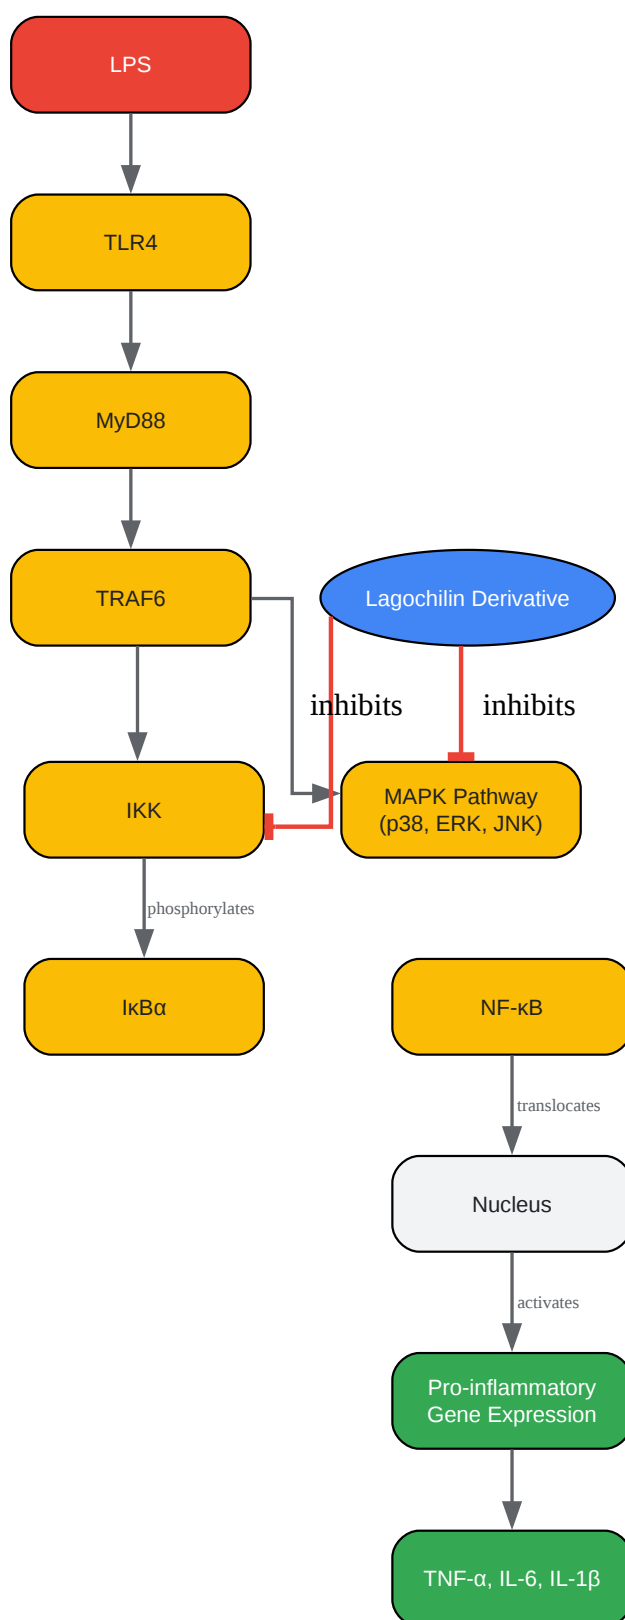 LPS
TLR4
MyD88
TRAF6
Lagochilin Derivative
inhibits
inhibits
IKK
MAPK Pathway
(p38, ERK, JNK)
phosphorylates
IκBα
NF-κB
translocates
Nucleus
activates
Pro-inflammatory
Gene Expression
TNF-α, IL-6, IL-1β